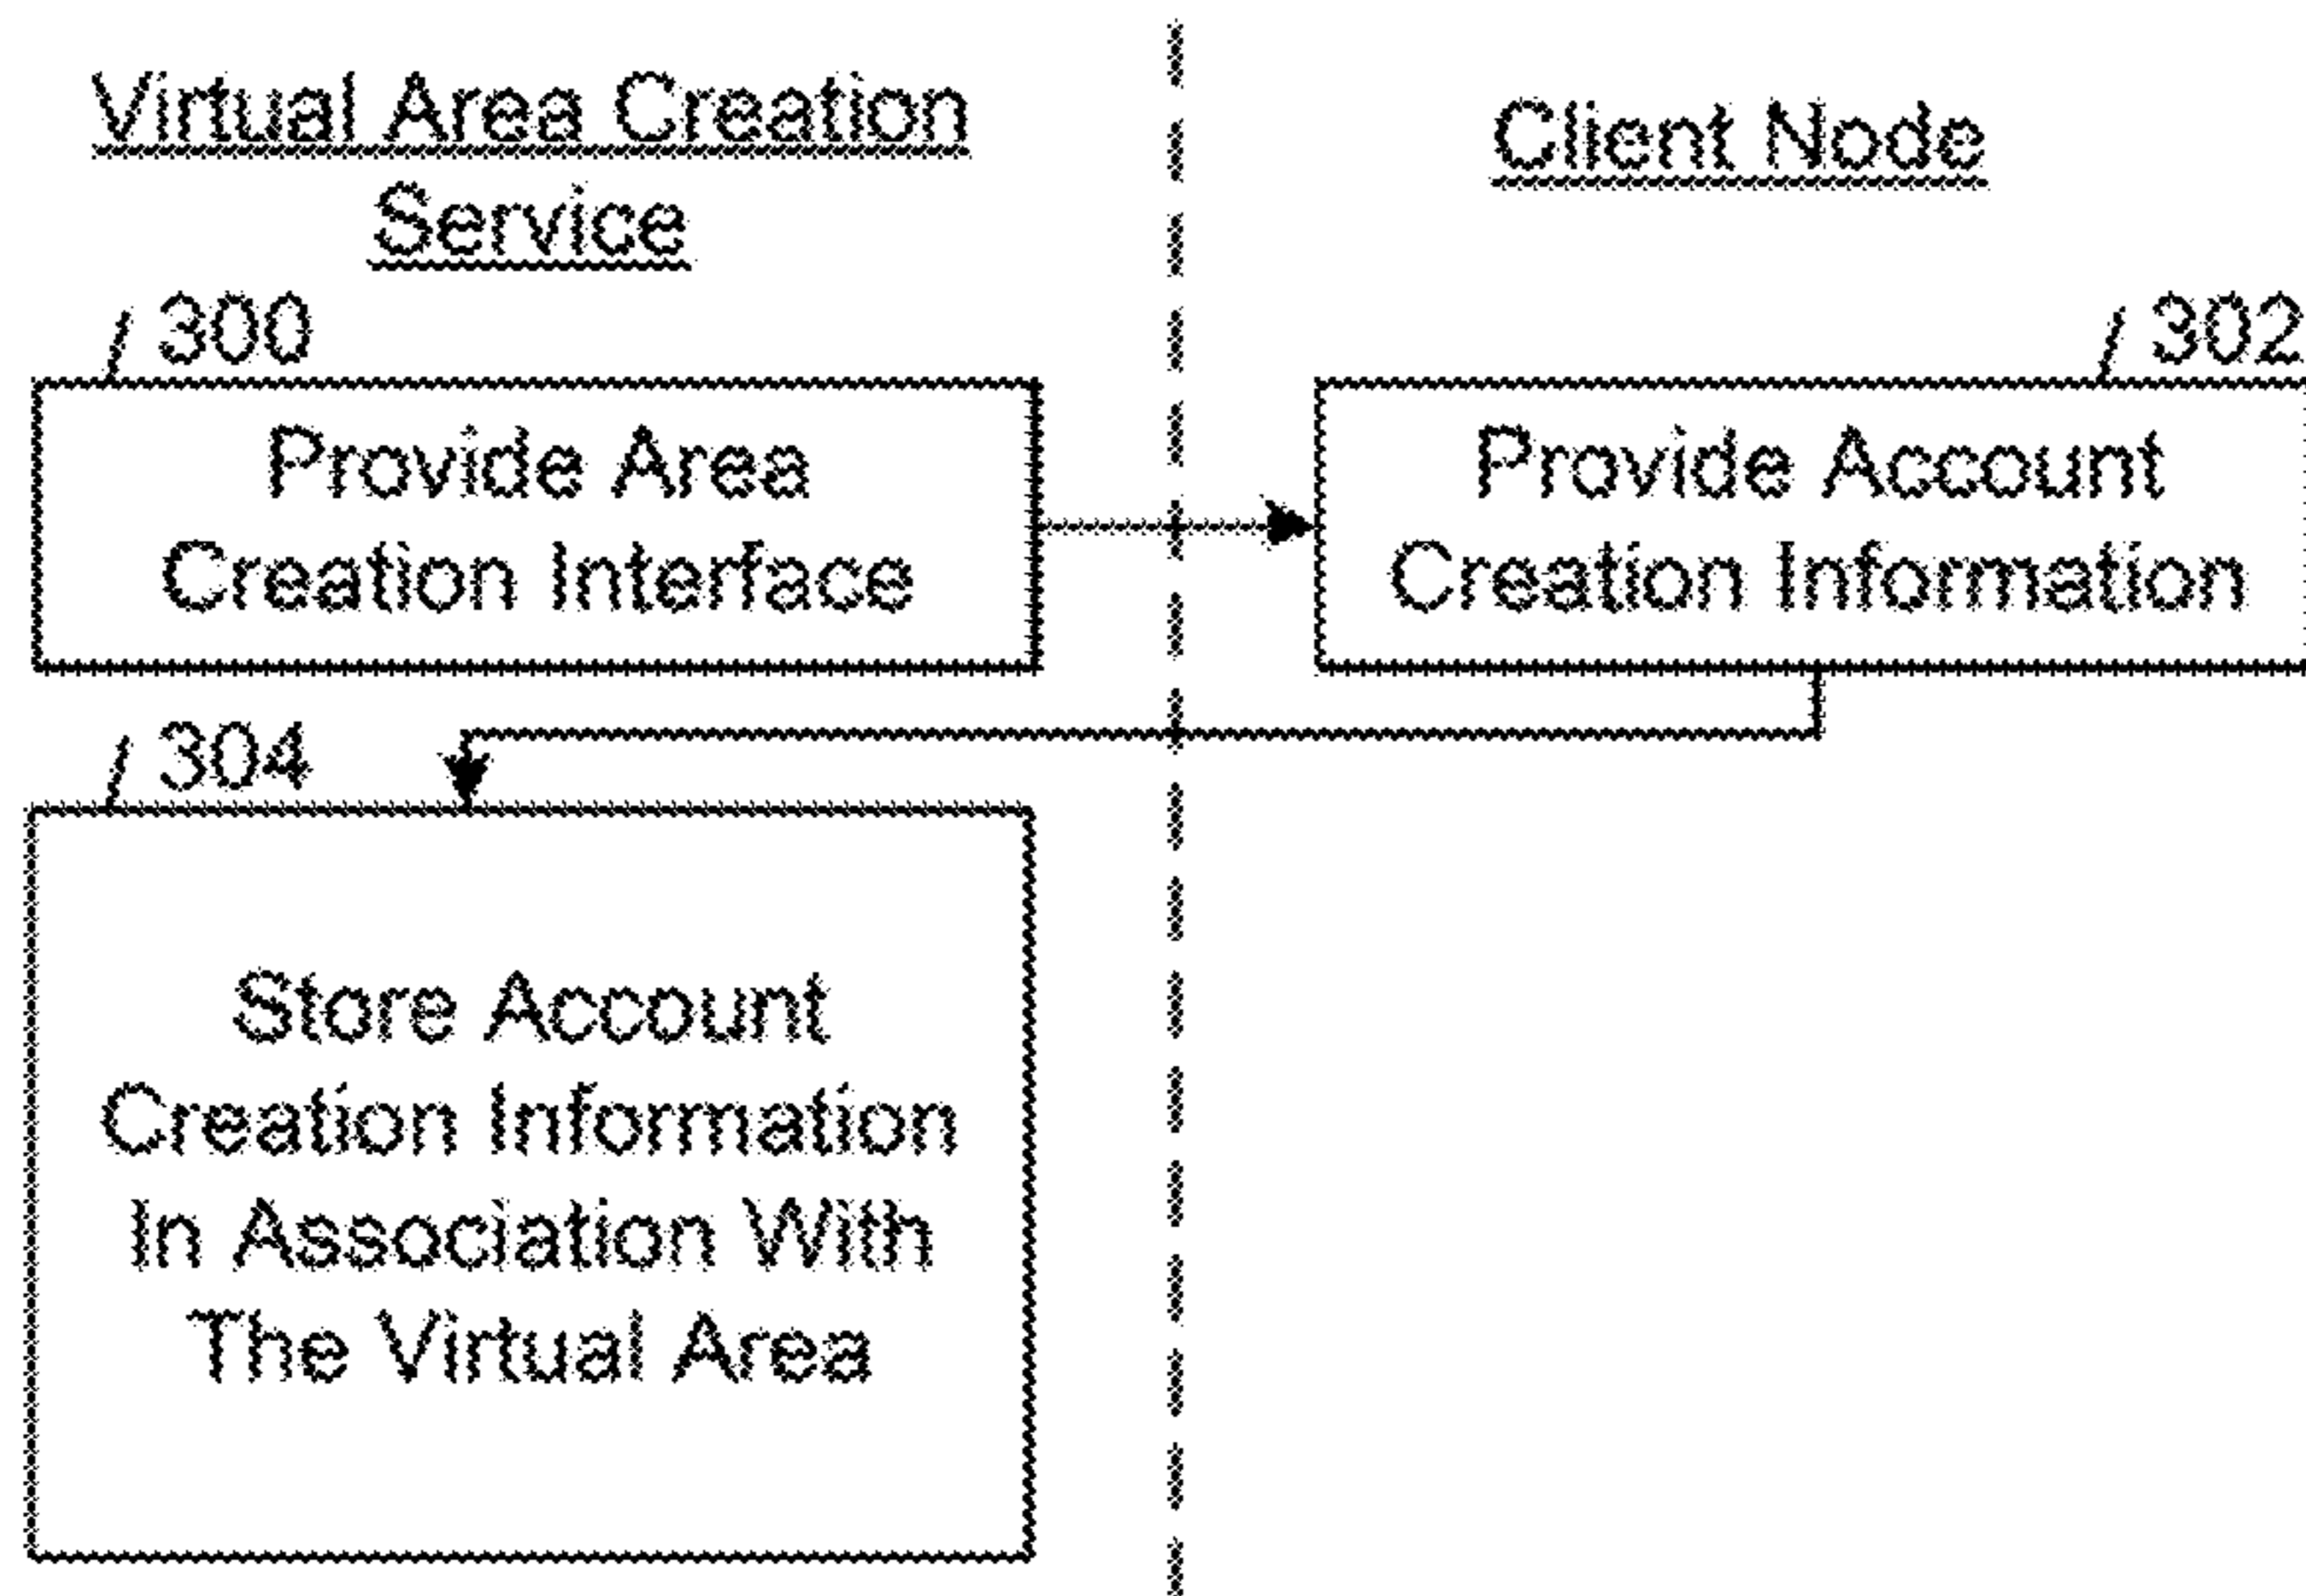 Virtual Area Creation
Service
Client Node
300
302
Provide Area
Creation Interface
Provide Account
Creation Information
304
Store Account
Creation Information
In Association With
The Virtual Area